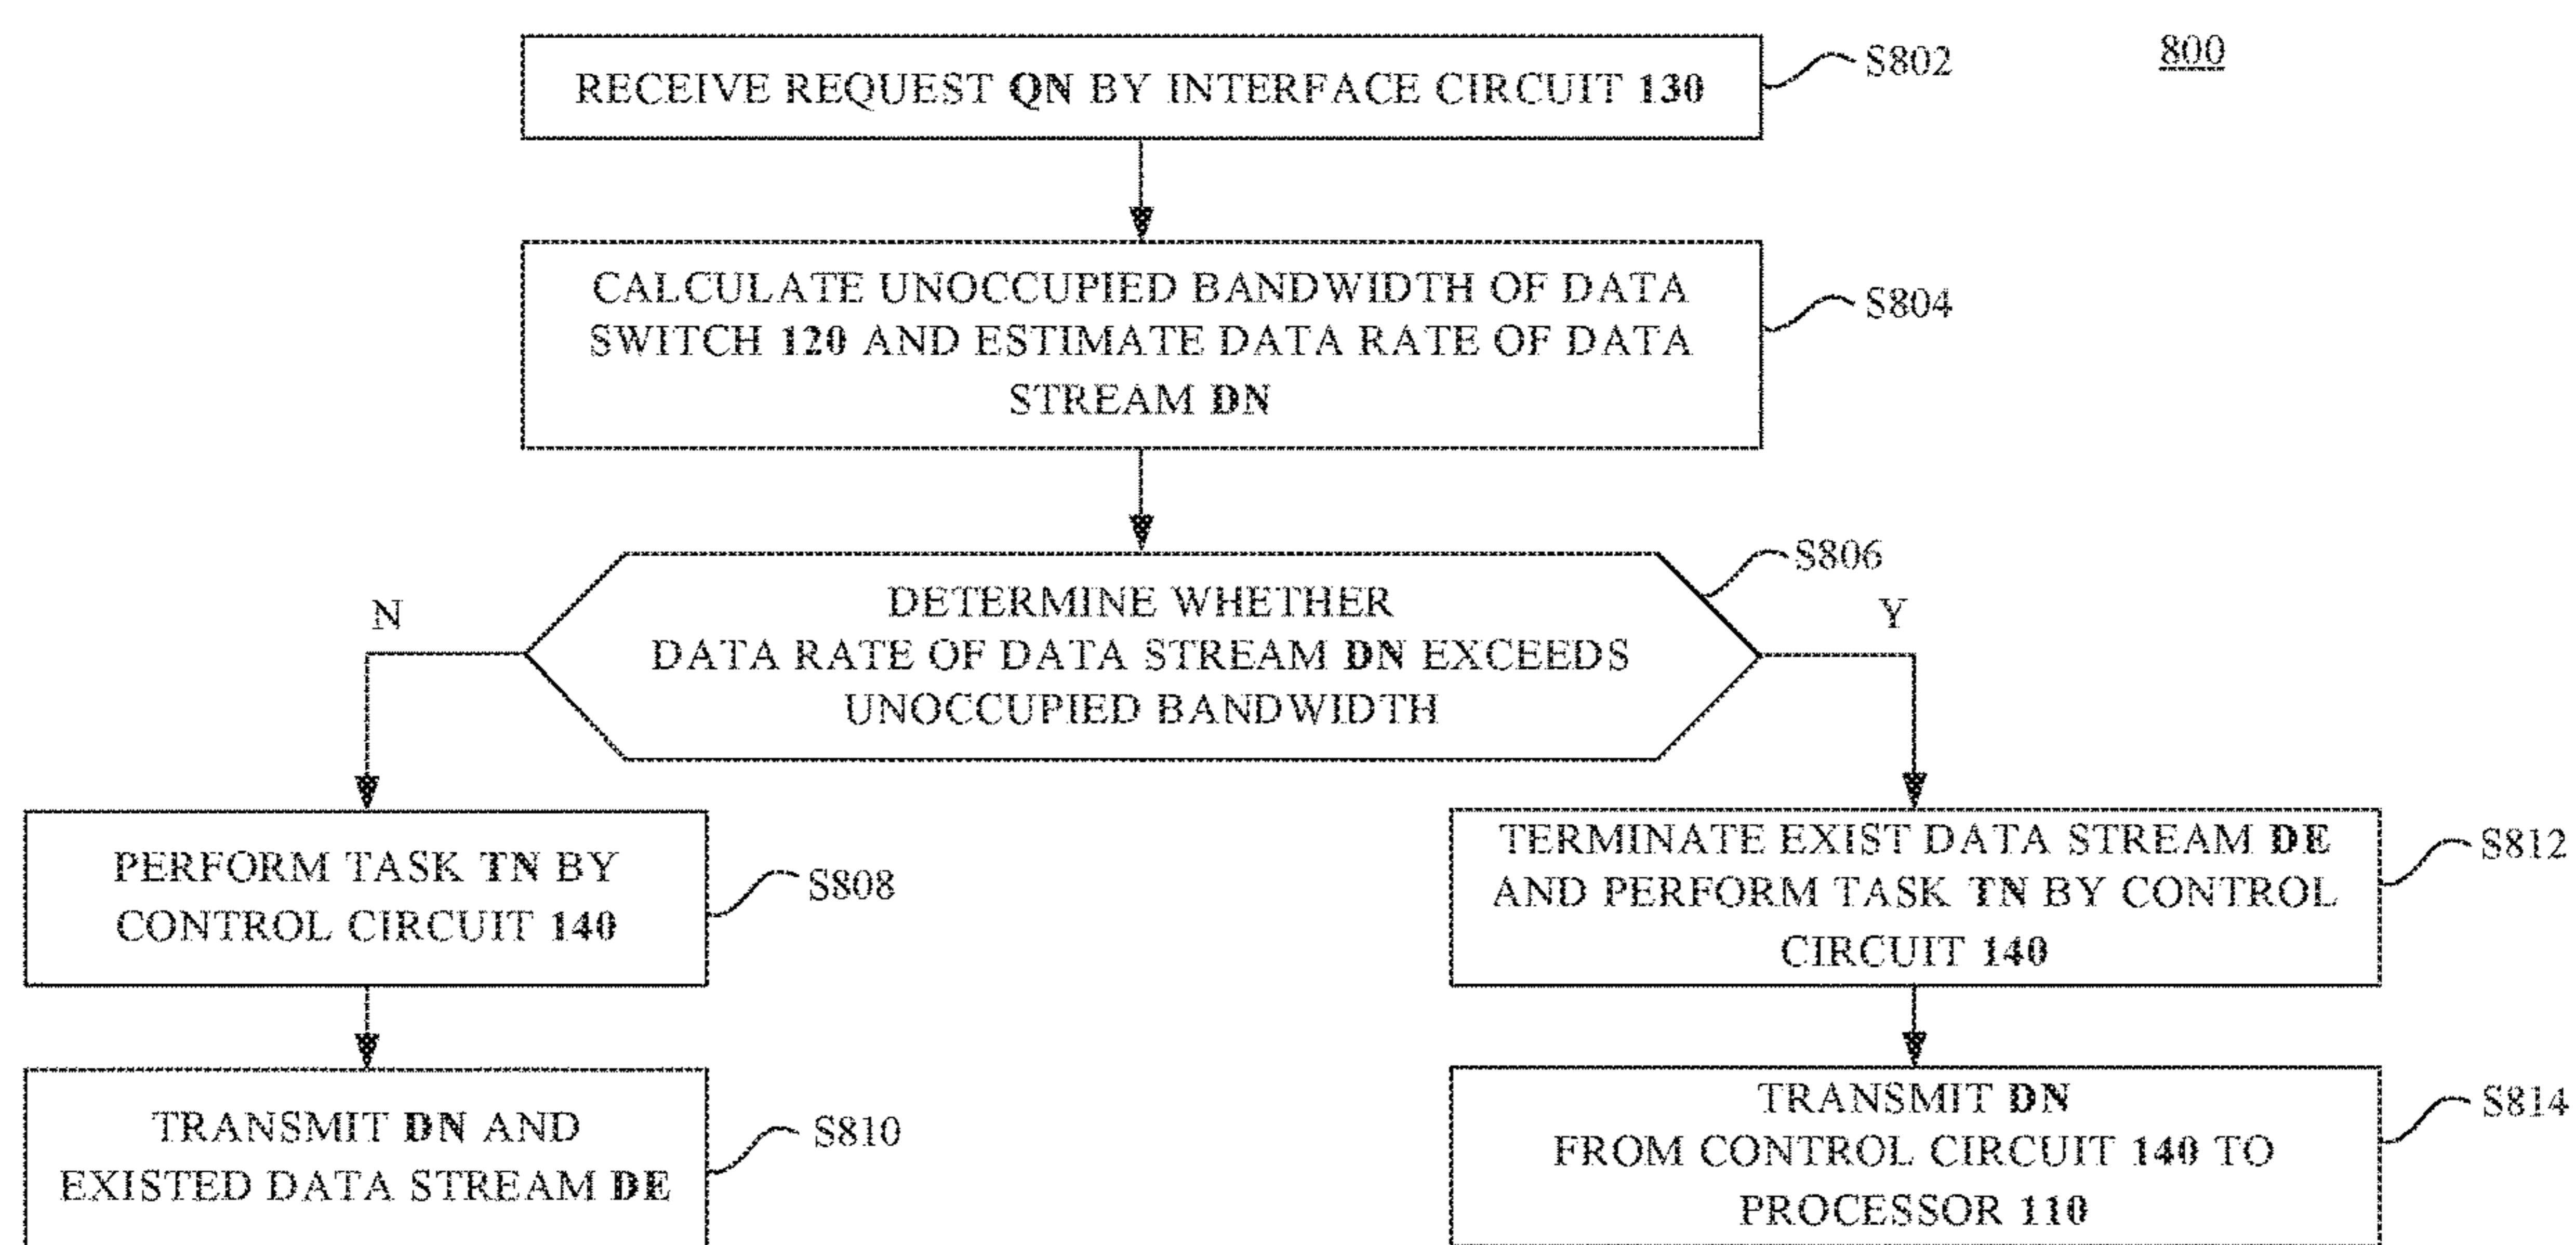 800
RECEIVE REQUEST QN BY INTERFACE CIRCUIT 130
S802
CALCULATE UNOCCUPIED BANDWIDTH OF DATA
SWITCH 120 AND ESTIMATE DATA RATE OF DATA
STREAM DN
S804
DETERMINE WHETHER
DATA RATE OF DATA STREAM DN EXCEEDS
UNOCCUPIED BANDWIDTH
S806
N
Y
PERFORM TASK TN BY
CONTROL CIRCUIT 140
S808
TERMINATE EXIST DATA STREAM DE
AND PERFORM TASK TN BY CONTROL
CIRCUIT 140
S812
TRANSMIT DN AND
EXISTED DATA STREAM DE
S810
TRANSMIT DN
FROM CONTROL CIRCUIT 140 TO
PROCESSOR 110
S814